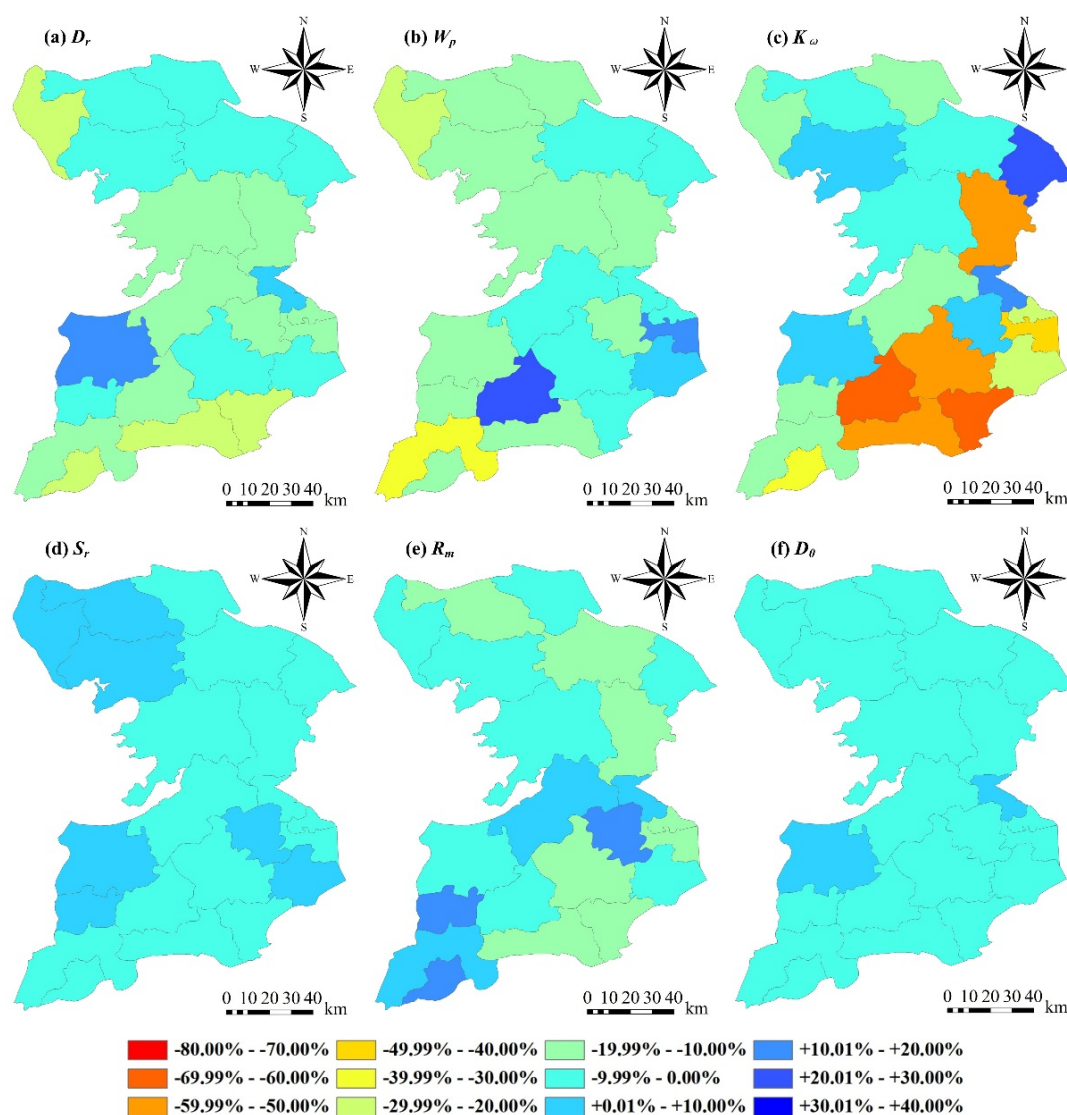 (a) Dr
N
W E
S
0 10 20 30 40
km
(b) Wp
N
W E
S
0 10 20 30 40
km
(c) Kω
N
W E
S
0 10 20 30 40
km
(d) Sr
N
W E
S
0 10 20 30 40
km
(e) Rm
N
W E
S
0 10 20 30 40
km
(f) D0
N
W E
S
0 10 20 30 40
km
-80.00% - -70.00% -49.99% - -40.00% -19.99% - -10.00% +10.01% - +20.00%
-69.99% - -60.00% -39.99% - -30.00% -9.99% - 0.00% +20.01% - +30.00%
-59.99% - -50.00% -29.99% - -20.00% +0.01% - +10.00% +30.01% - +40.00%